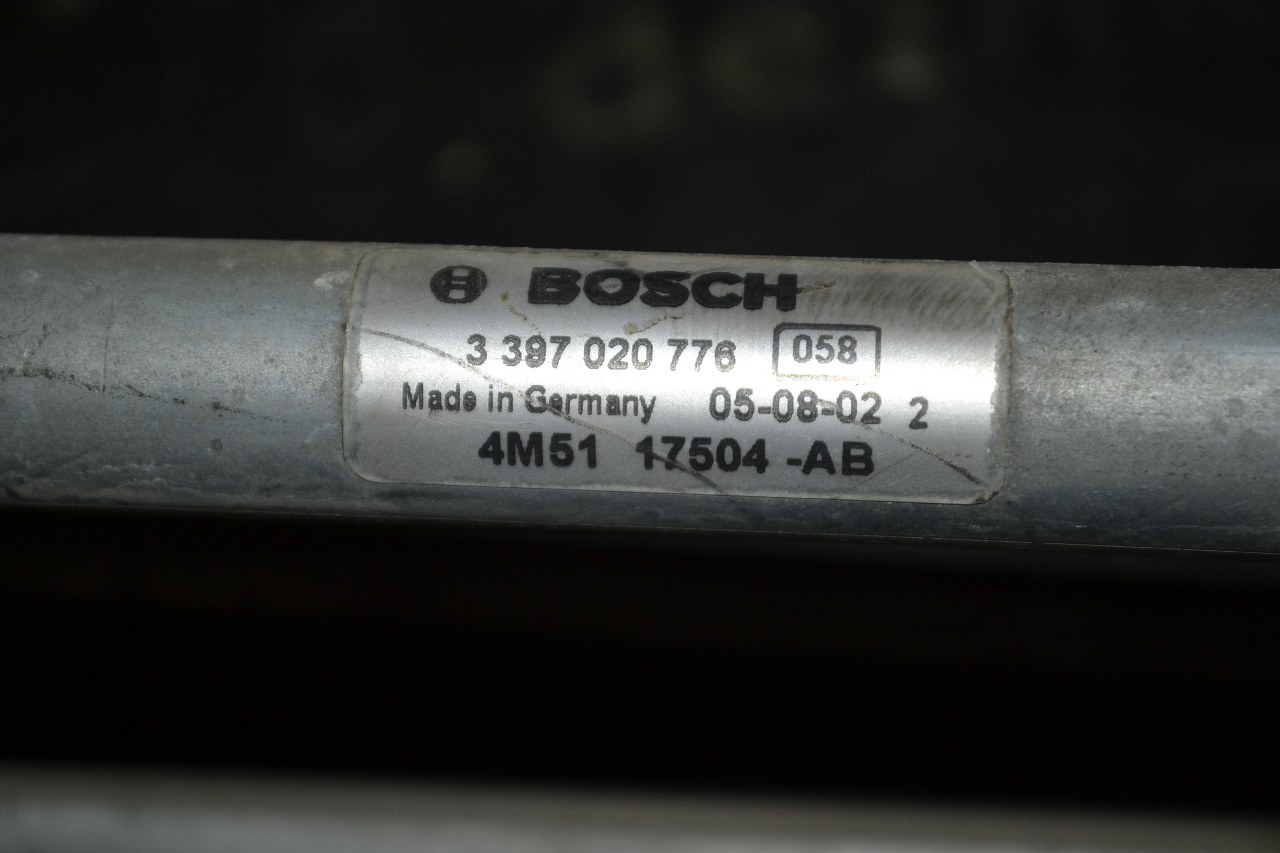 BOSCH
3 397 020 776 058
Made in Germany 05-08-02 2
4M51 17504 -AB